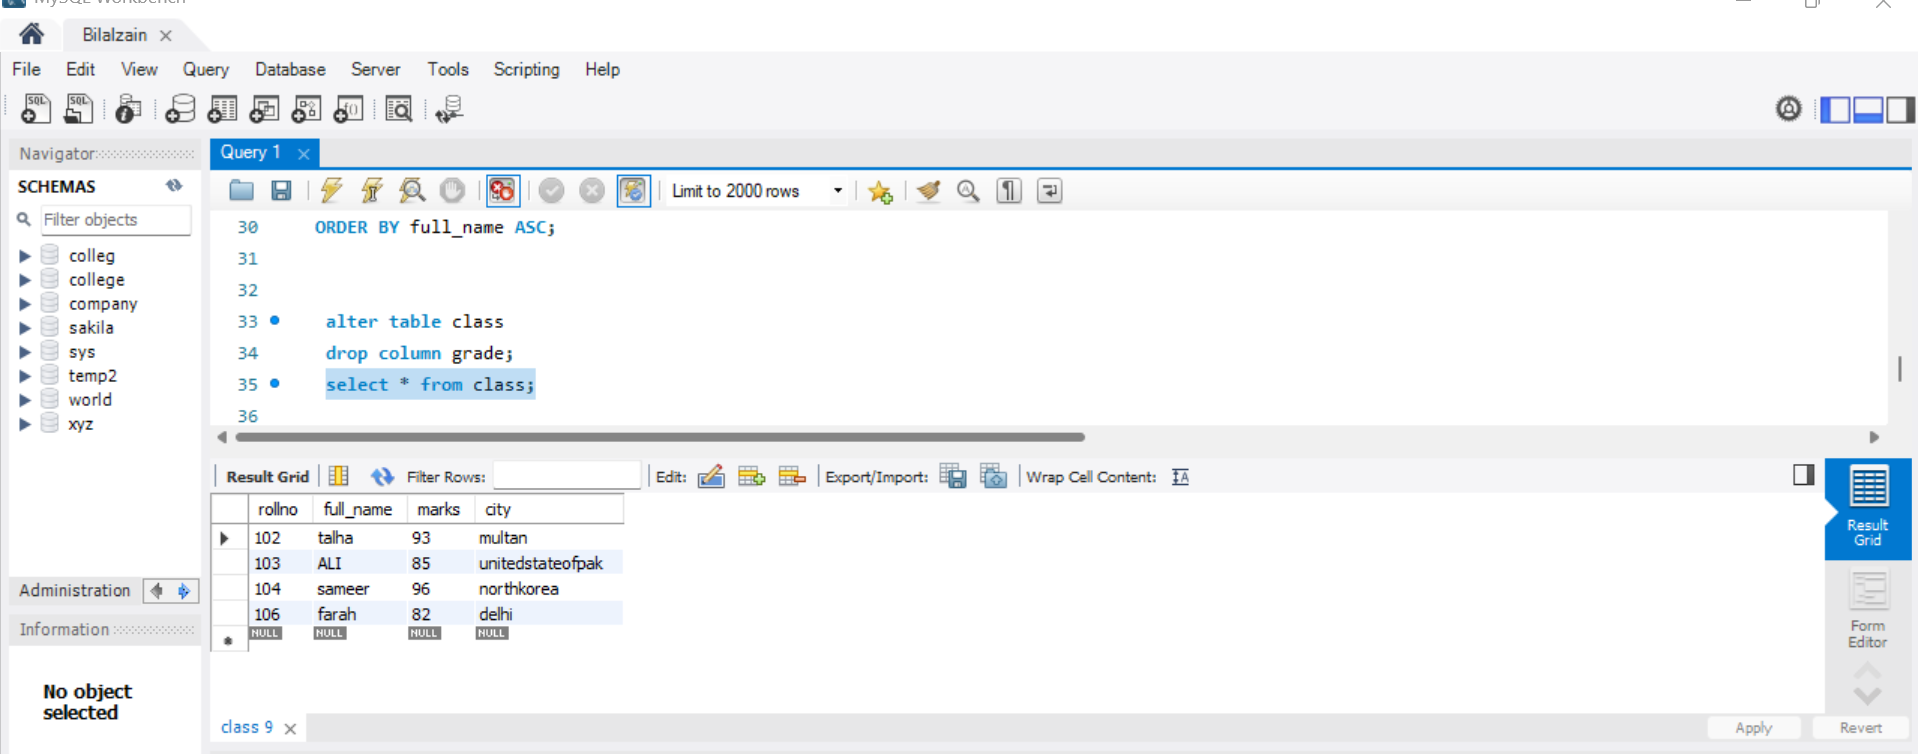 MySQL Workbench
Bilalzain
File Edit View Query Database Server Tools Scripting Help
Navigator
Query 1
SCHEMAS
Limit to 2000 rows
Filter objects
colleg
college
company
sakila
sys
temp2
world
xyz
30 ORDER BY full_name ASC;
31
32
33 alter table class
34 drop column grade;
35 select * from class;
36
Result Grid Filter Rows: Edit: Export/Import: Wrap Cell Content:
rollno full_name marks city
102 talha 93 multan
103 ALI 85 unitedstateofpak
104 sameer 96 northkorea
106 farah 82 delhi
NULL NULL NULL NULL
Result
Grid
Form
Editor
Administration
Information
No object
selected
class 9
Apply Revert